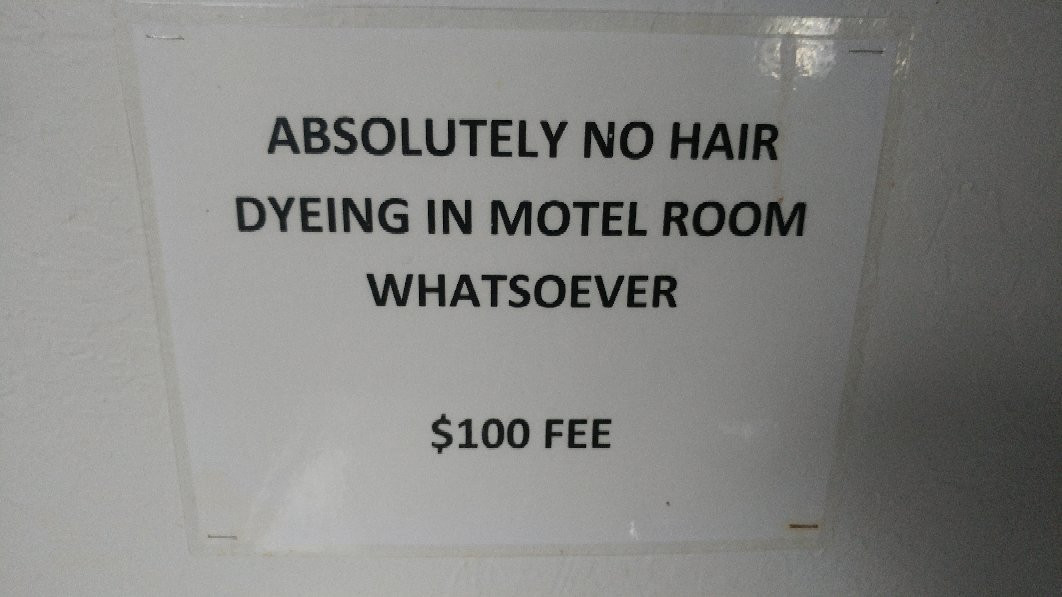 ABSOLUTELY NO HAIR
DYEING IN MOTEL ROOM
WHATSOEVER
$100 FEE